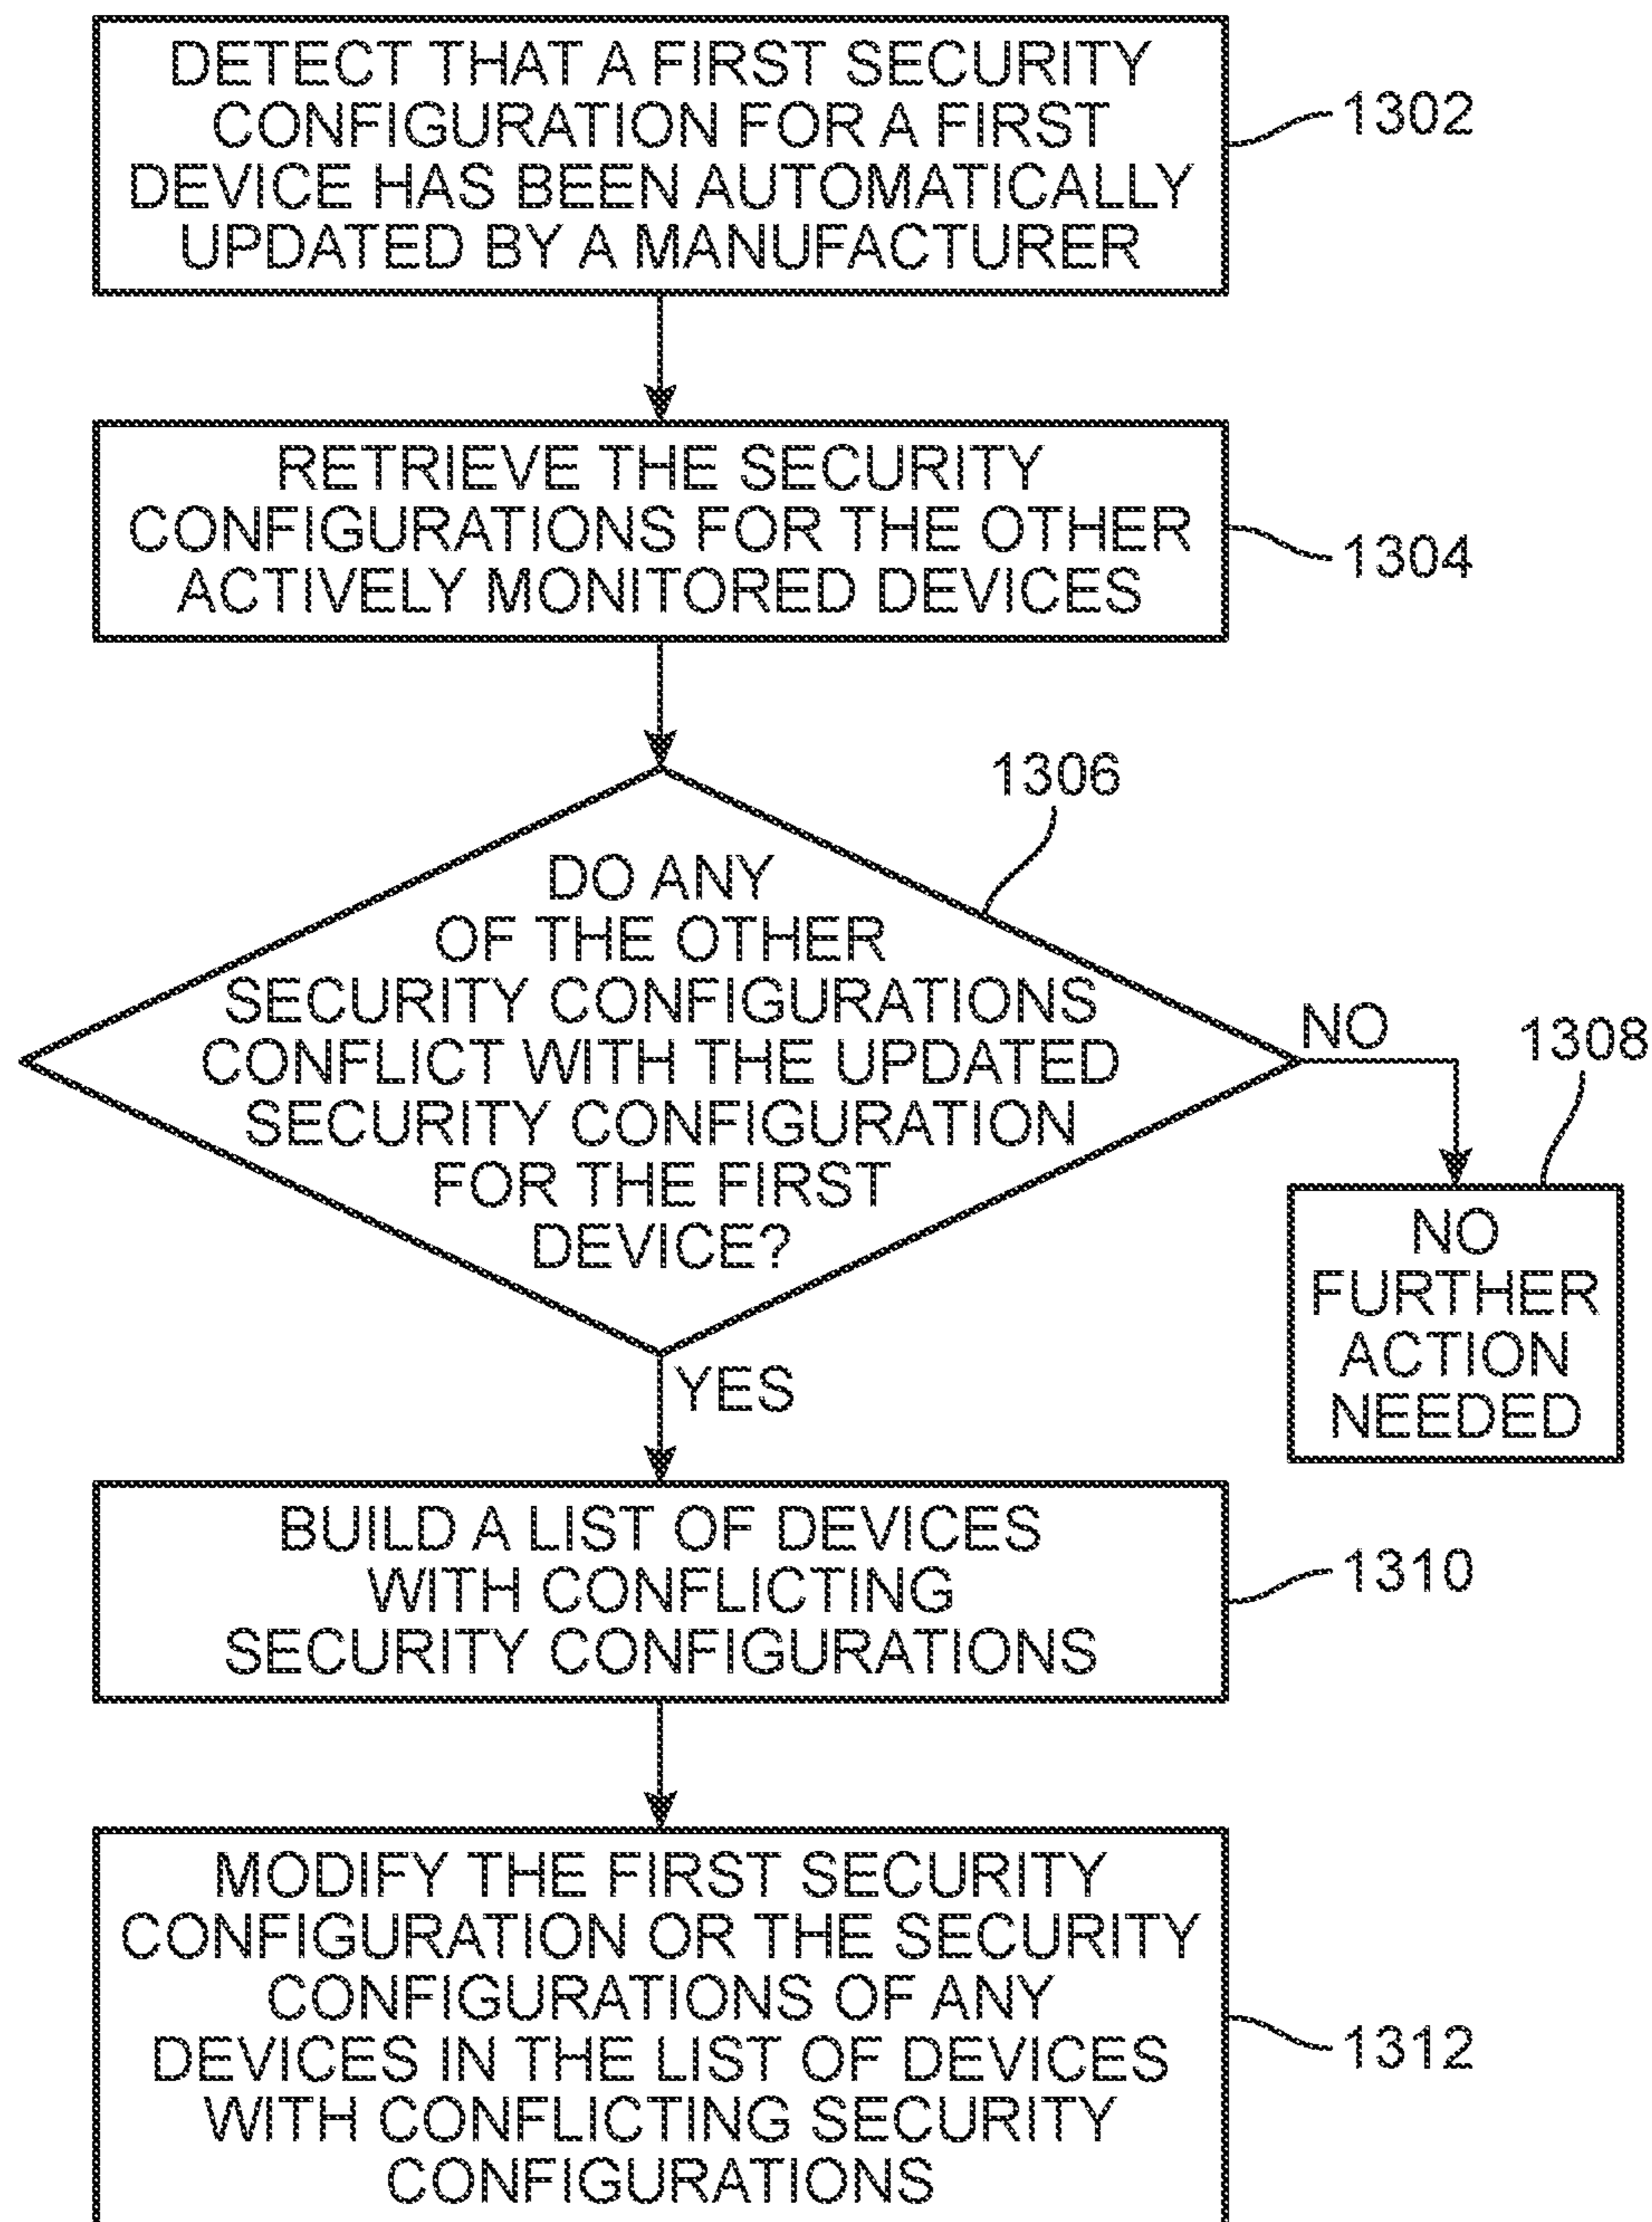 DETECT THAT A FIRST SECURITY
CONFIGURATION FOR A FIRST
DEVICE HAS BEEN AUTOMATICALLY
UPDATED BY A MANUFACTURER
1302
RETRIEVE THE SECURITY
CONFIGURATIONS FOR THE OTHER
ACTIVELY MONITORED DEVICES
1304
1306
DO ANY
OF THE OTHER
SECURITY CONFIGURATIONS
CONFLICT WITH THE UPDATED
SECURITY CONFIGURATION
FOR THE FIRST
DEVICE?
NO
1308
NO
FURTHER
ACTION
NEEDED
YES
BUILD A LIST OF DEVICES
WITH CONFLICTING
SECURITY CONFIGURATIONS
1310
MODIFY THE FIRST SECURITY
CONFIGURATION OR THE SECURITY
CONFIGURATIONS OF ANY
DEVICES IN THE LIST OF DEVICES
WITH CONFLICTING SECURITY
CONFIGURATIONS
1312